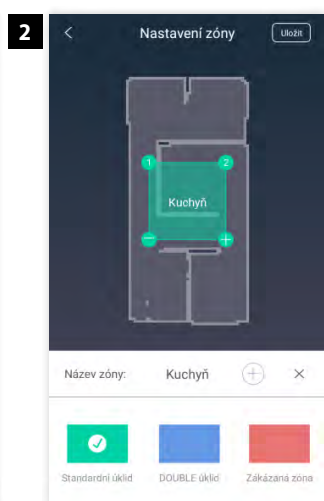 2
Nastavení zóny
Uložit
1 2
Kuchyň
Název zóny: Kuchyň
Standardní úklid DOUBLE úklid Zakázaná zóna